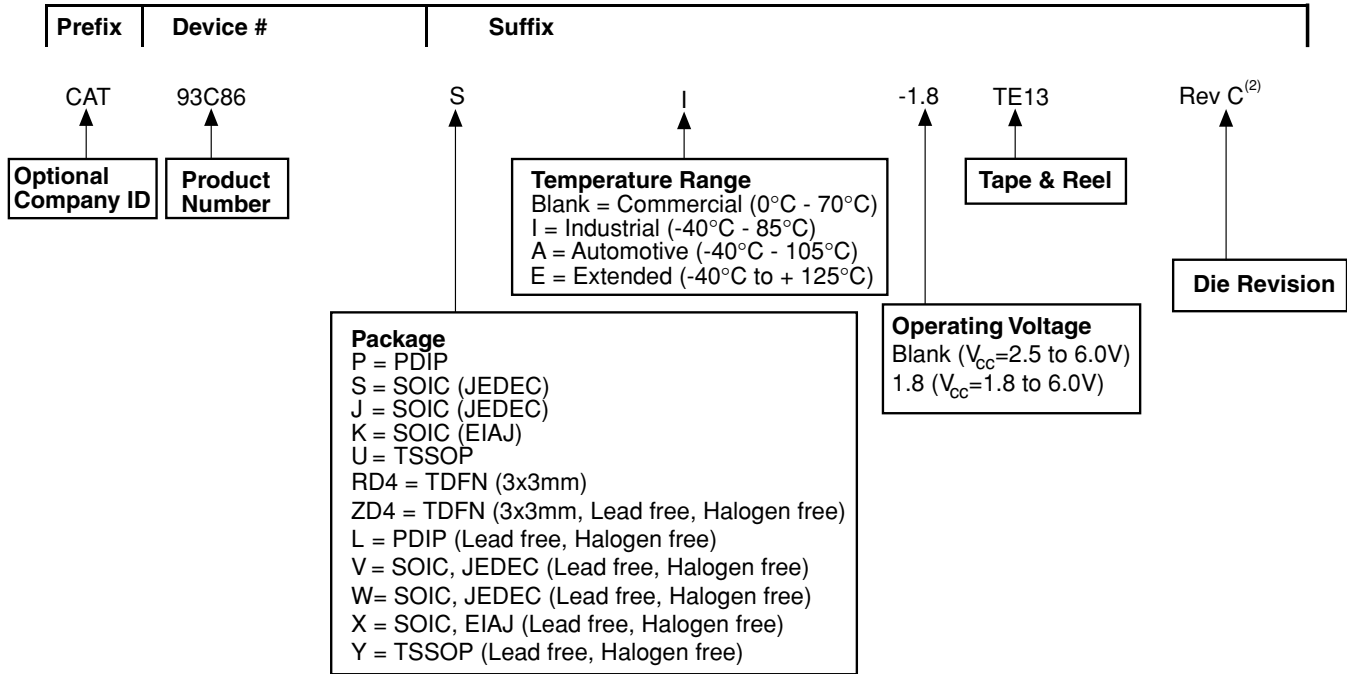 Prefix Device # Suffix
CAT 93C86 S I -1.8 TE13 Rev C(2)
Optional
Company ID
Product
Number
Temperature Range
Blank = Commercial (0°C - 70°C)
I = Industrial (-40°C - 85°C)
A = Automotive (-40°C - 105°C)
E = Extended (-40°C to + 125°C)
Tape & Reel
Die Revision
Package
P = PDIP
S = SOIC (JEDEC)
J = SOIC (JEDEC)
K = SOIC (EIAJ)
U = TSSOP
RD4 = TDFN (3x3mm)
ZD4 = TDFN (3x3mm, Lead free, Halogen free)
L = PDIP (Lead free, Halogen free)
V = SOIC, JEDEC (Lead free, Halogen free)
W= SOIC, JEDEC (Lead free, Halogen free)
X = SOIC, EIAJ (Lead free, Halogen free)
Y = TSSOP (Lead free, Halogen free)
Operating Voltage
Blank (Vcc=2.5 to 6.0V)
1.8 (Vcc=1.8 to 6.0V)